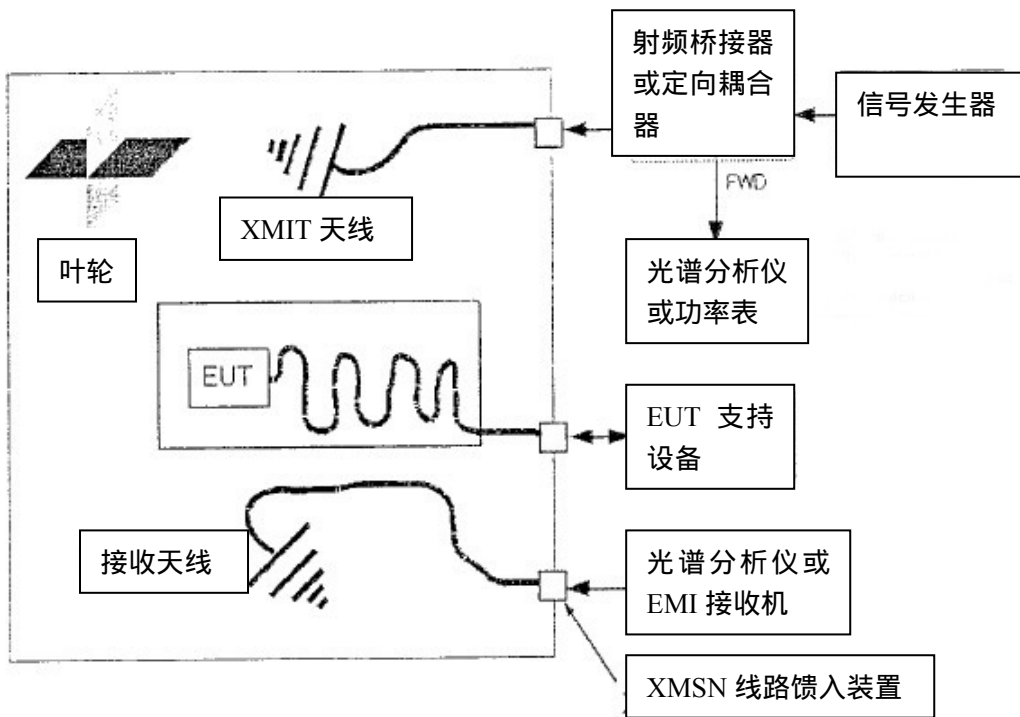 射频桥接器
或定向耦合
器
信号发生器
FWD
XMIT 天线
叶轮
光谱分析仪
或功率表
EUT
EUT 支持
设备
接收天线
光谱分析仪或
EMI 接收机
XMSN 线路馈入装置